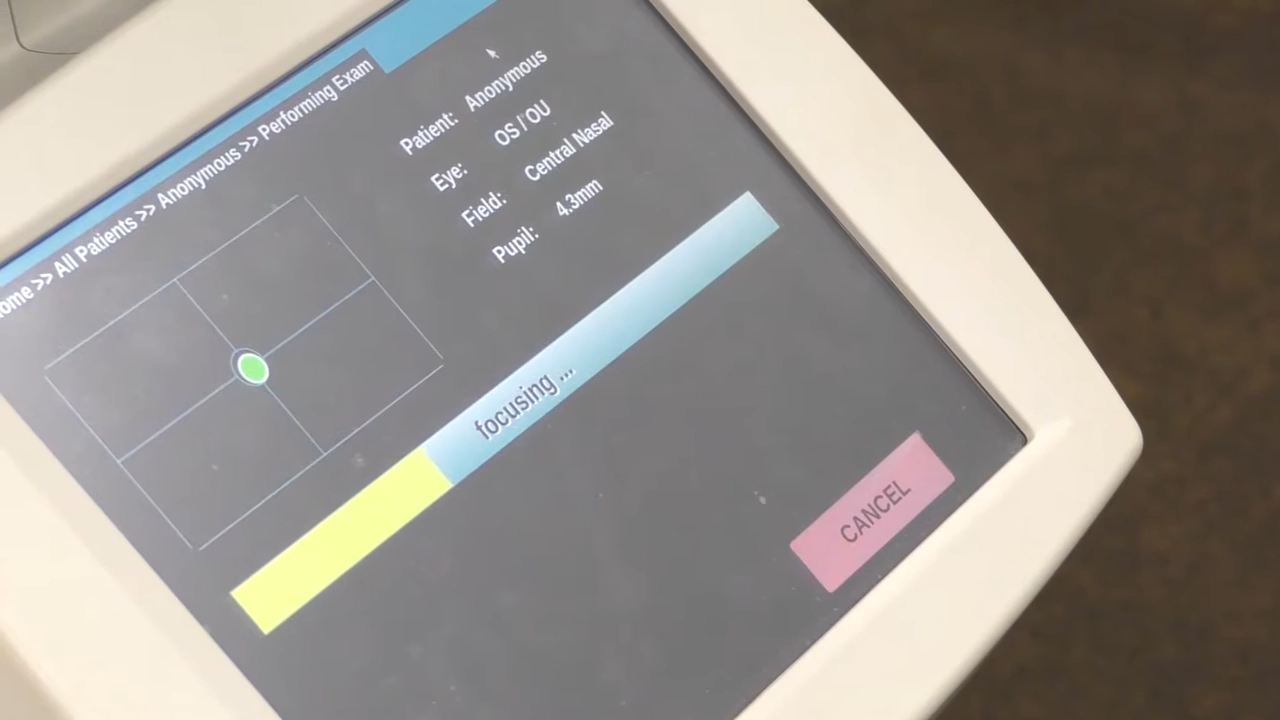 ome >> All Patients >> Anonymous >> Performing Exam
Patient: Anonymous
Eye: OS / OU
Field: Central Nasal
Pupil: 4.3mm
focusing ...
CANCEL